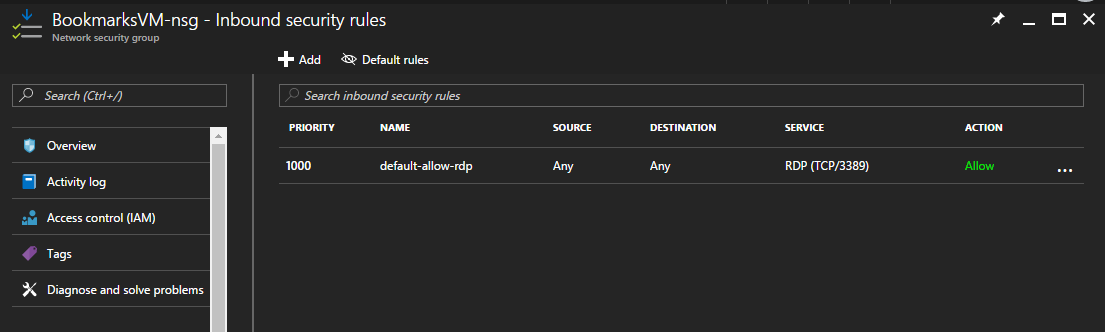 BookmarksVM-nsg - Inbound security rules
Network security group
Add Default rules
Search (Ctrl+/)
Search inbound security rules
PRIORITY NAME SOURCE DESTINATION SERVICE ACTION
1000 default-allow-rdp Any Any RDP (TCP/3389) Allow ...
Overview
Activity log
Access control (IAM)
Tags
Diagnose and solve problems